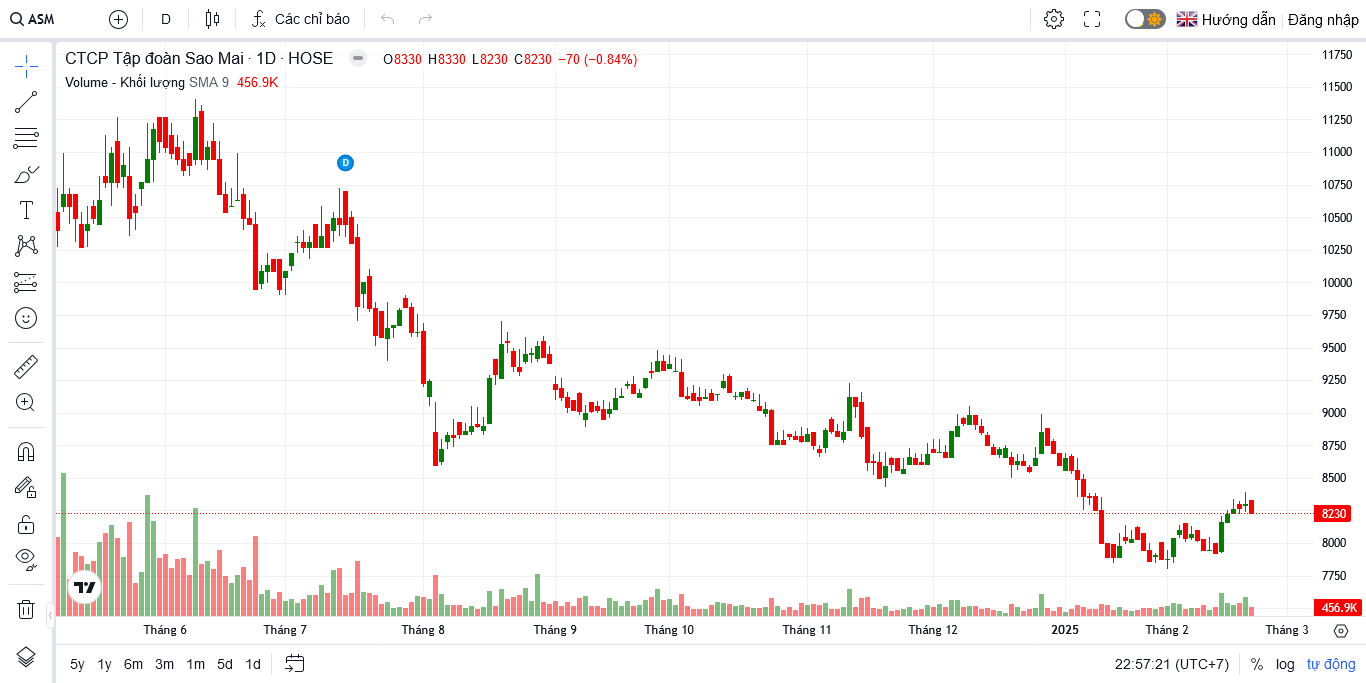 ASM D Các chỉ báo Hướng dẫn Đăng nhập
CTCP Tập đoàn Sao Mai · 1D · HOSE O8330 H8330 L8230 C8230 −70 (−0.84%)
Volume - Khối lượng SMA 9 456.9K
D
11750
11500
11250
11000
10750
10500
10250
10000
9750
9500
9250
9000
8750
8500
8230
8000
7750
456.9K
Tháng 6 Tháng 7 Tháng 8 Tháng 9 Tháng 10 Tháng 11 Tháng 12 2025 Tháng 2 Tháng 3
5y 1y 6m 3m 1m 5d 1d 22:57:21 (UTC+7) % log tự động